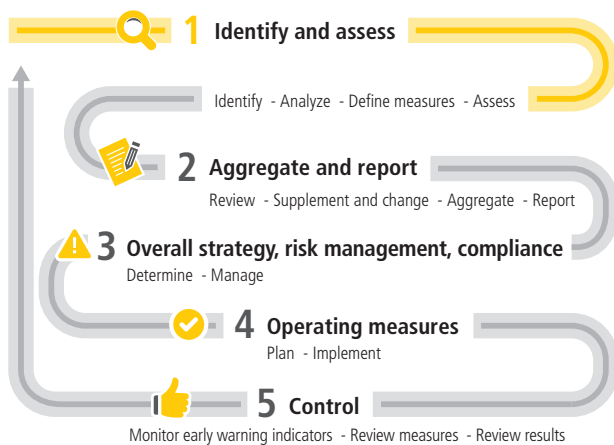 1 Identify and assess
Identify - Analyze - Define measures - Assess
2 Aggregate and report
Review - Supplement and change - Aggregate - Report
3 Overall strategy, risk management, compliance
Determine - Manage
4 Operating measures
Plan - Implement
5 Control
Monitor early warning indicators - Review measures - Review results